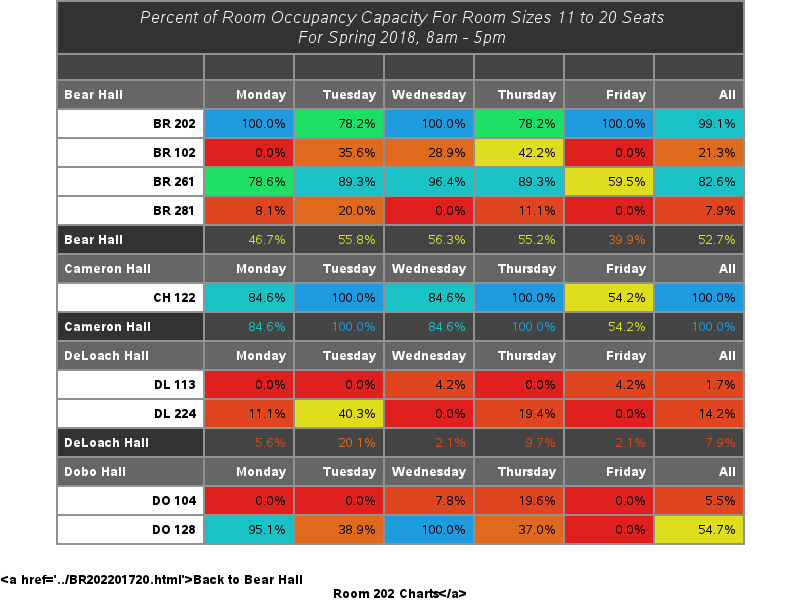 Percent of Room Occupancy Capacity For Room Sizes 11 to 20 Seats
For Spring 2018, 8am - 5pm
Bear Hall Monday Tuesday Wednesday Thursday Friday All
BR 202 100.0% 78.2% 100.0% 78.2% 100.0% 99.1%
BR 102 0.0% 35.6% 28.9% 42.2% 0.0% 21.3%
BR 261 78.6% 89.3% 96.4% 89.3% 59.5% 82.6%
BR 281 8.1% 20.0% 0.0% 11.1% 0.0% 7.9%
Bear Hall 46.7% 55.8% 56.3% 55.2% 39.9% 52.7%
Cameron Hall Monday Tuesday Wednesday Thursday Friday All
CH 122 84.6% 100.0% 84.6% 100.0% 54.2% 100.0%
Cameron Hall 84.6% 100.0% 84.6% 100.0% 54.2% 100.0%
DeLoach Hall Monday Tuesday Wednesday Thursday Friday All
DL 113 0.0% 0.0% 4.2% 0.0% 4.2% 1.7%
DL 224 11.1% 40.3% 0.0% 19.4% 0.0% 14.2%
DeLoach Hall 5.6% 20.1% 2.1% 9.7% 2.1% 7.9%
Dobo Hall Monday Tuesday Wednesday Thursday Friday All
DO 104 0.0% 0.0% 7.8% 19.6% 0.0% 5.5%
DO 128 95.1% 38.9% 100.0% 37.0% 0.0% 54.7%
<a href='../BR202201720.html'>Back to Bear Hall
Room 202 Charts</a>